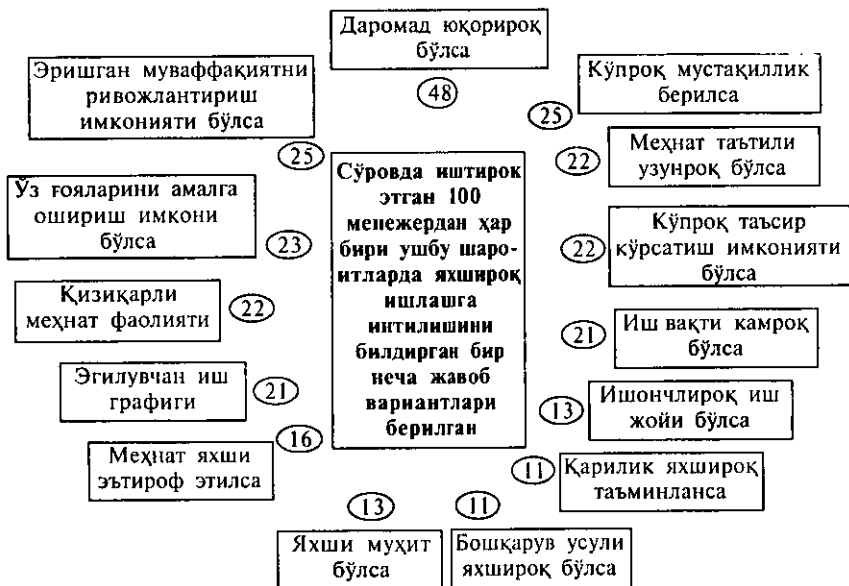 Даромад юқорироқ
бўлса
48
Эришган муваффақиятни
ривожлантириш
имконияти бўлса
25
Ўз ғояларини амалга
ошириш имкони
бўлса
23
Қизиқарли
меҳнат фаолияти
22
Эгилувчан иш
графиги
21
Меҳнат яхши
эътироф этилса
16
Сўровда иштирок
этган 100
менежердан ҳар
бири ушбу шаро-
итларда яхшироқ
ишлашга
интилишини
билдирган бир
неча жавоб
вариантлари
берилган
Кўпроқ мустақиллик
берилса
25
Меҳнат таътили
узунроқ бўлса
22
Кўпроқ таъсир
кўрсатиш имконияти
бўлса
22
Иш вақти камроқ
бўлса
21
Ишончлироқ иш
жойи бўлса
13
Қарилик яхшироқ
таъминланса
11
13
Яхши муҳит
бўлса
11
Бошқарув усули
яхшироқ бўлса